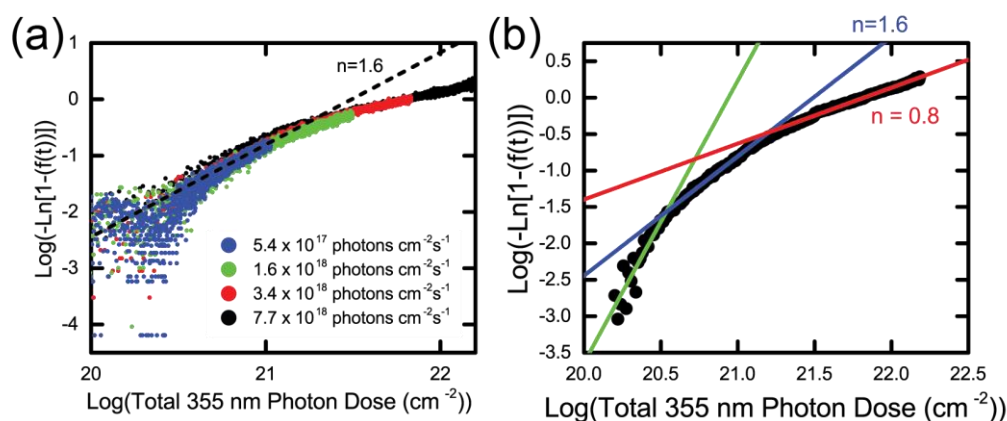 (a)
Log(-Ln[1-(f(t))])
1
0
-1
-2
-3
-4
n=1.6
5.4 x 10¹⁷ photons cm⁻²s⁻¹
1.6 x 10¹⁸ photons cm⁻²s⁻¹
3.4 x 10¹⁸ photons cm⁻²s⁻¹
7.7 x 10¹⁸ photons cm⁻²s⁻¹
20 21 22
Log(Total 355 nm Photon Dose (cm⁻²))
(b)
n=1.6
Log(-Ln[1-(f(t))])
0.5
0.0
-0.5
-1.0
-1.5
-2.0
-2.5
-3.0
-3.5
n = 0.8
20.0 20.5 21.0 21.5 22.0 22.5
Log(Total 355 nm Photon Dose (cm⁻²))